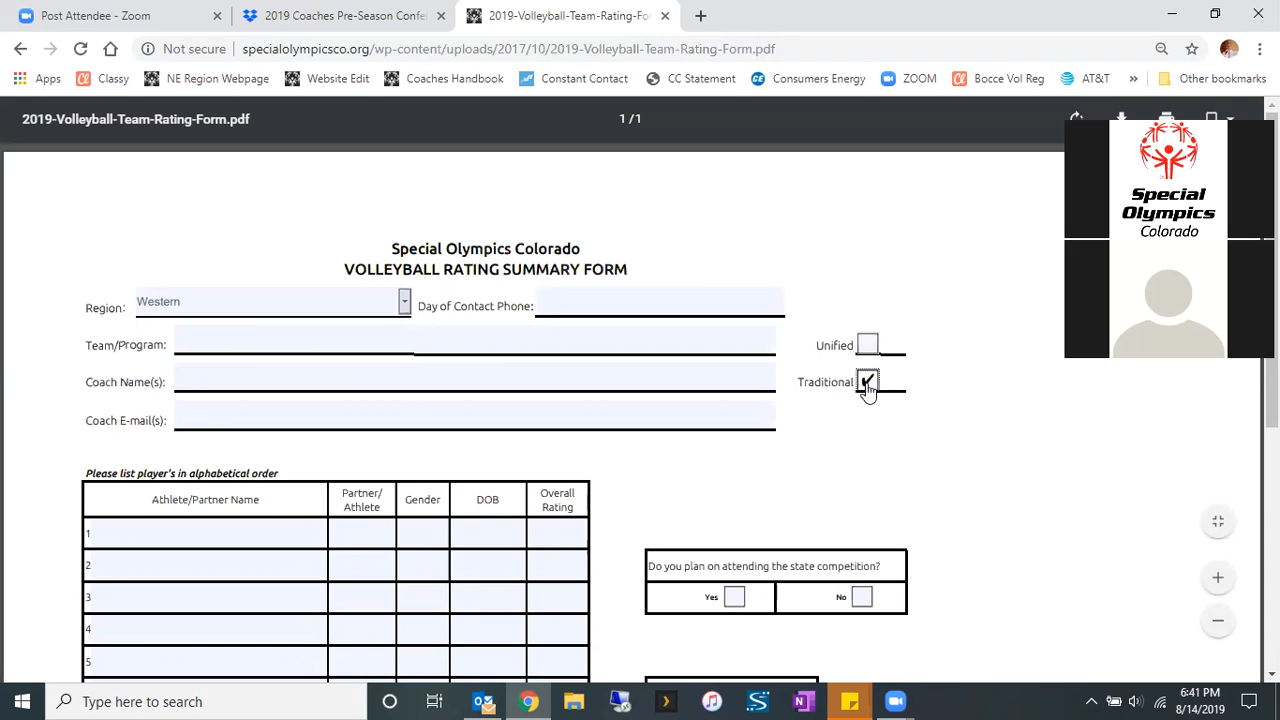 Post Attendee - Zoom
2019 Coaches Pre-Season Confe
2019-Volleyball-Team-Rating-Fo
Not secure
specialolympicsco.org/wp-content/uploads/2017/10/2019-Volleyball-Team-Rating-Form.pdf
Apps
Classy
NE Region Webpage
Website Edit
Coaches Handbook
Constant Contact
CC Statement
Consumers Energy
ZOOM
Bocce Vol Reg
AT&T
Other bookmarks
2019-Volleyball-Team-Rating-Form.pdf
1 / 1
Special
Olympics
Colorado
Special Olympics Colorado
VOLLEYBALL RATING SUMMARY FORM
Region:
Western
Day of Contact Phone:
Team/Program:
Unified
Coach Name(s):
Traditional
Coach E-mail(s):
Please list player's in alphabetical order
Athlete/Partner Name
Partner/
Athlete
Gender
DOB
Overall
Rating
1
2
3
4
5
Do you plan on attending the state competition?
Yes
No
Type here to search
6:41 PM
8/14/2019